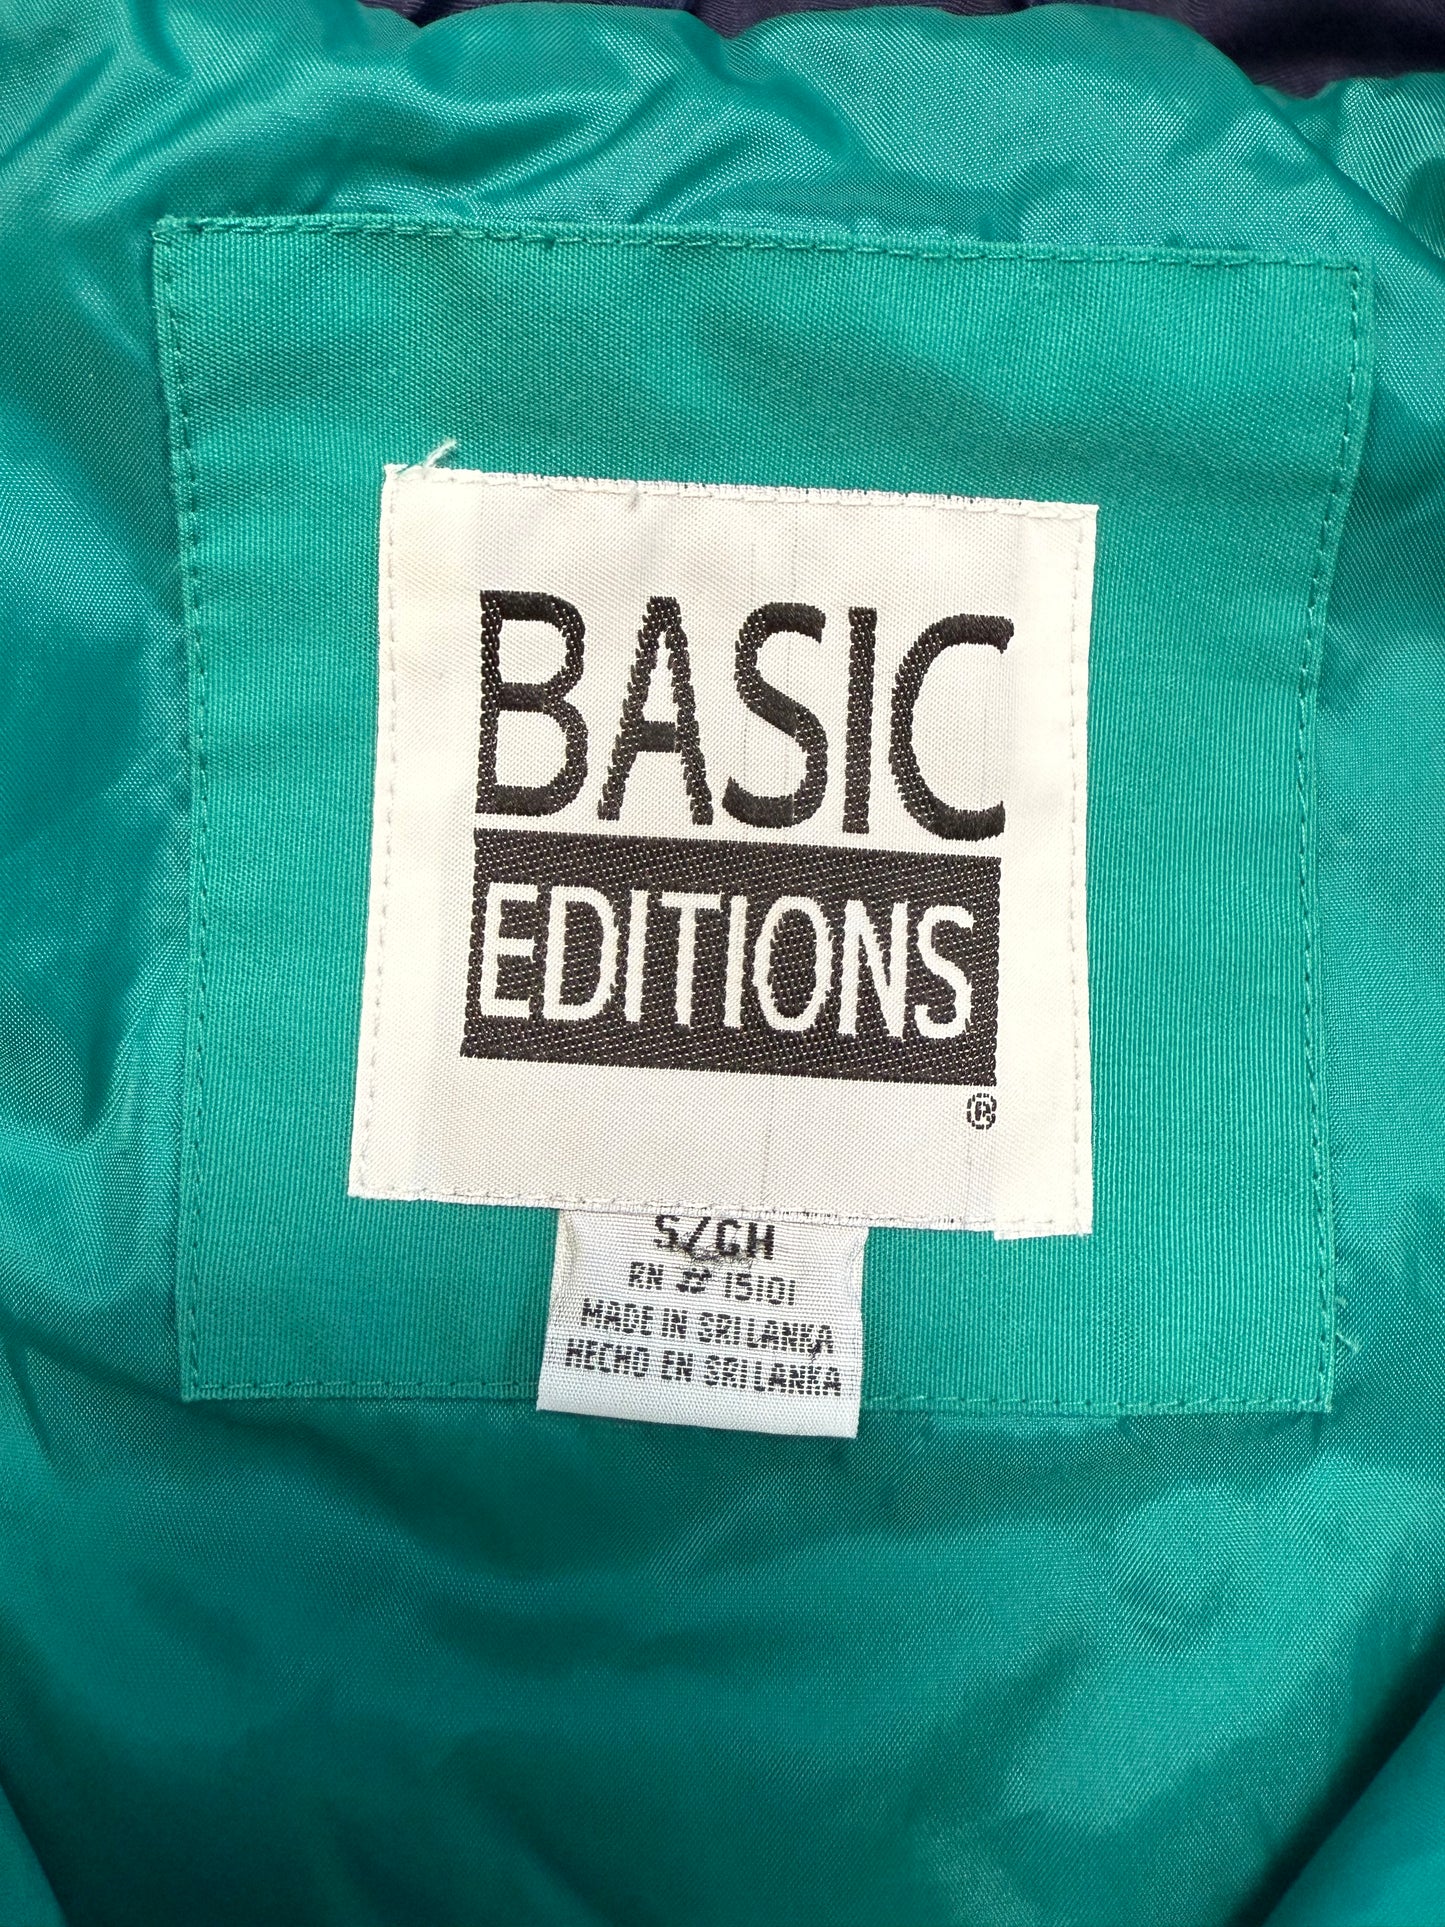 BASIC
EDITIONS
®
S/CH
RN # 15101
MADE IN SRI LANKA
HECHO EN SRI LANKA